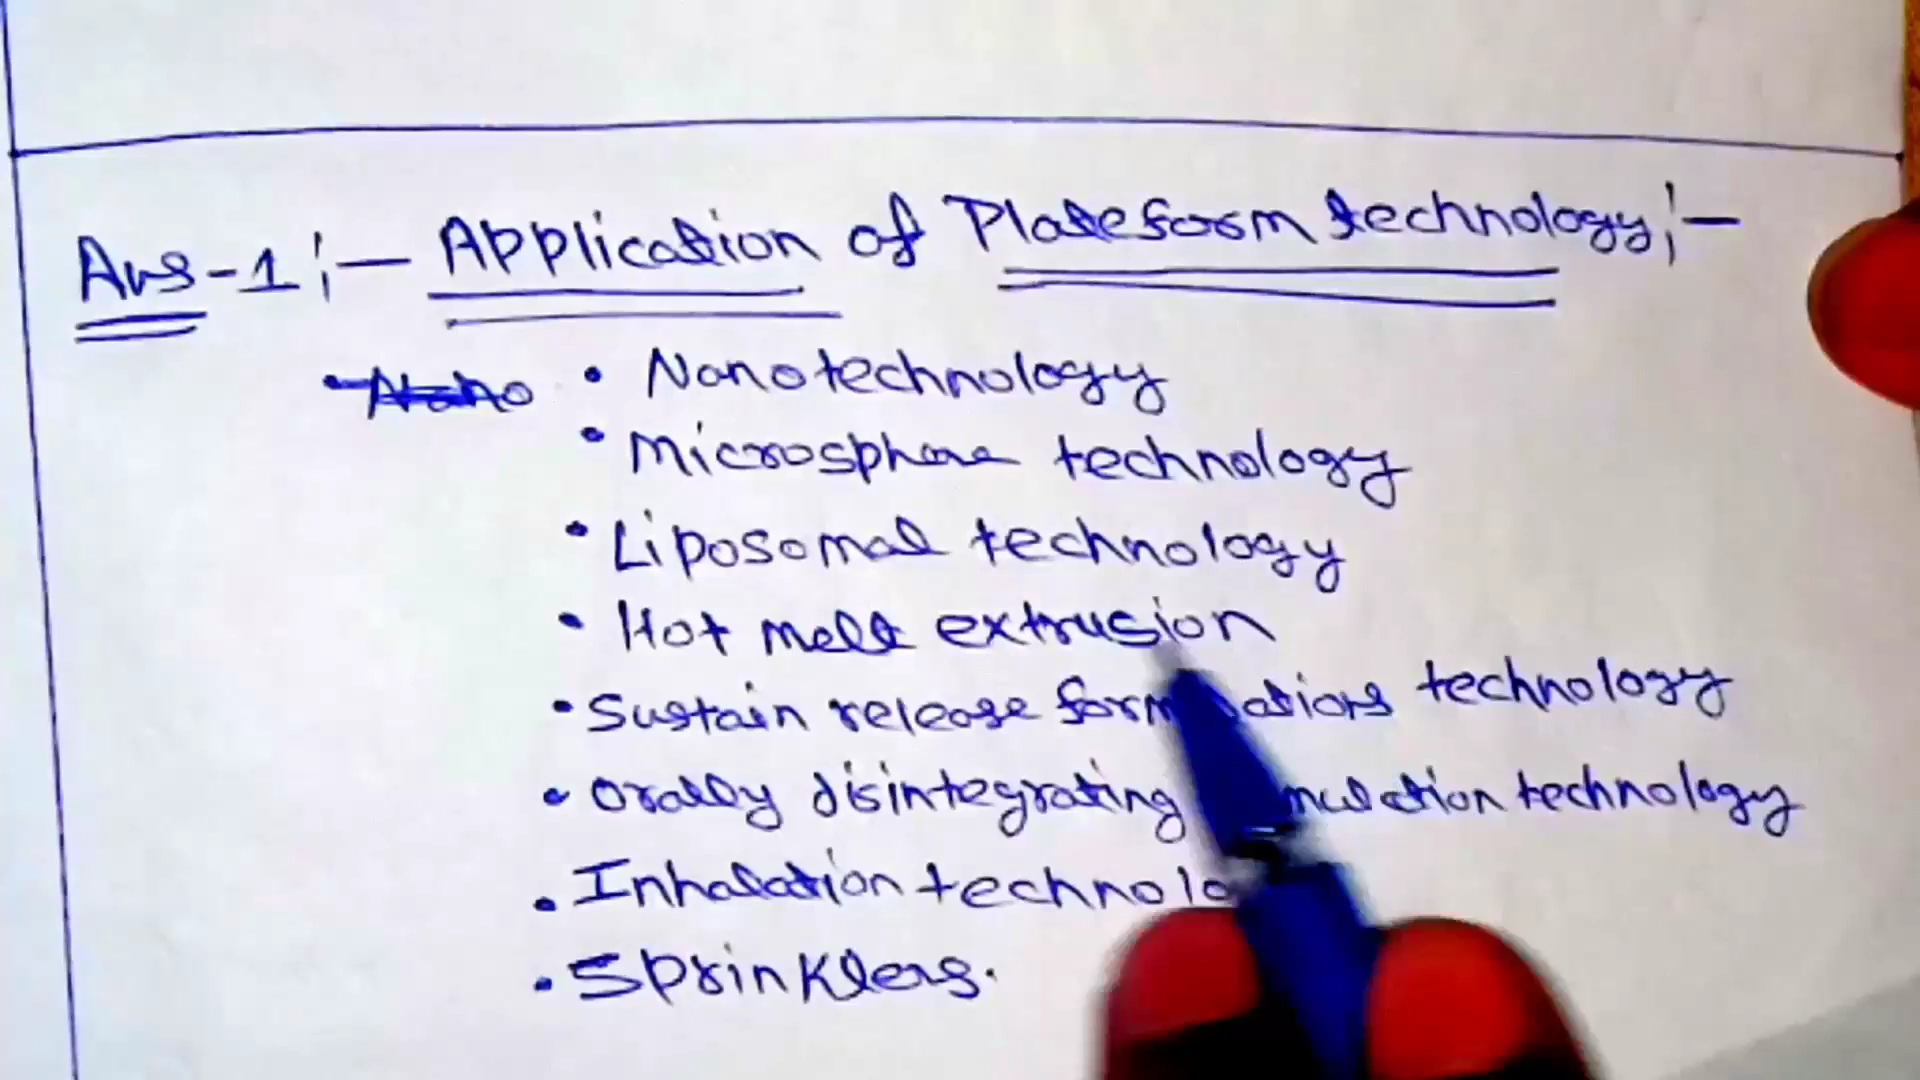 Ans-1 :- Application of Plateform technology :-
• Nanotechnology
• Microsphere technology
• Liposomal technology
• Hot melt extrusion
• Sustain release technology
• Orally disintegrating technology
• Inhalation
• Sprinklers.